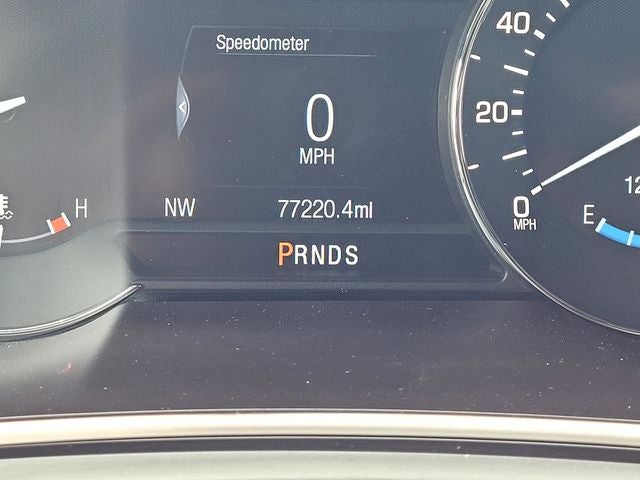 Speedometer
0
MPH
NW 77220.4mi
PRNDS
H
40
20
0
MPH
E